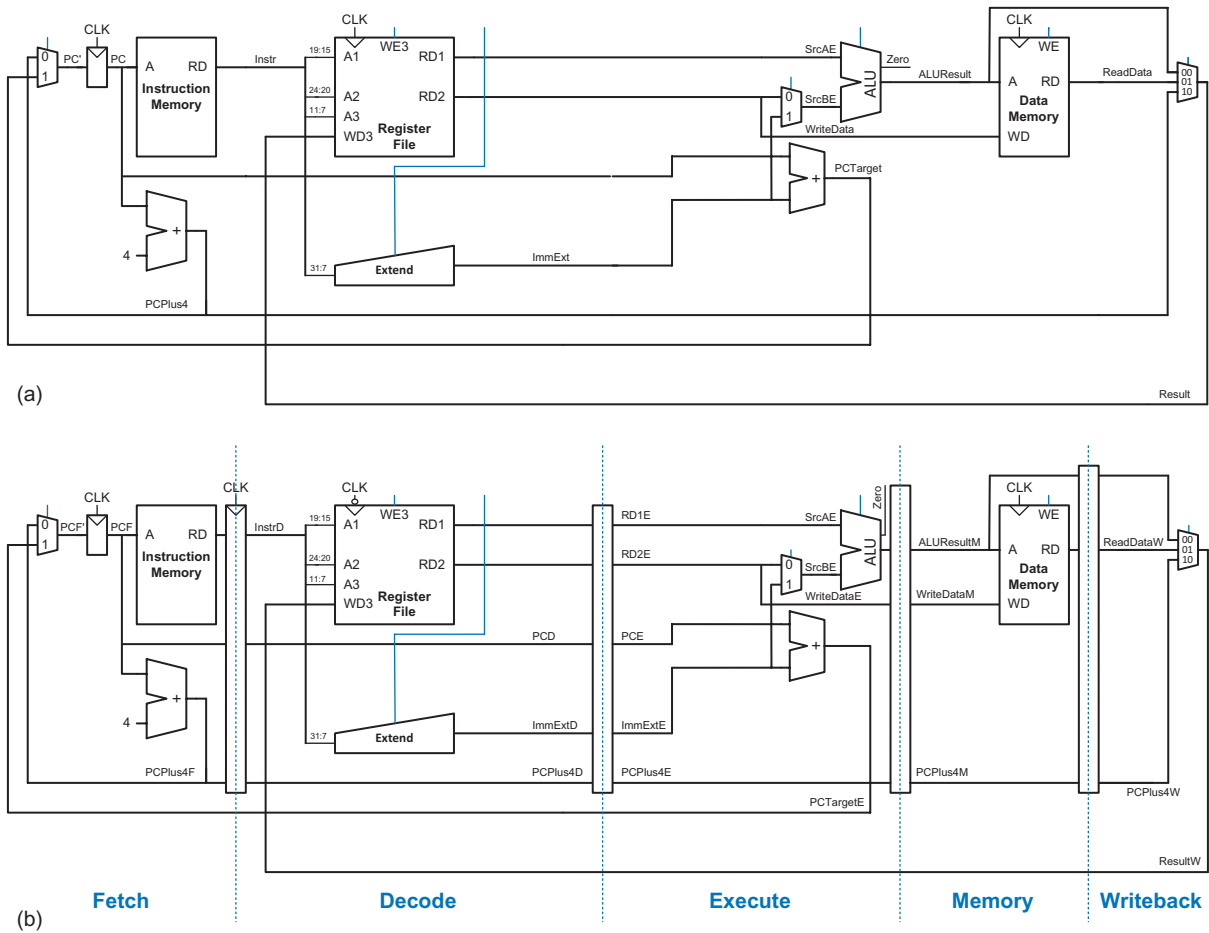 CLK
CLK
CLK
0
1
PC'
PC
A RD
Instruction
Memory
Instr
19:15
24:20
11:7
A1
A2
A3
WD3
WE3
RD1
RD2
Register
File
SrcAE
0
1
SrcBE
WriteData
Zero
ALU
ALUResult
A RD
WE
Data
Memory
WD
ReadData
00
01
10
PCTarget
+
+
4
31:7
Extend
ImmExt
PCPlus4
Result
(a)
CLK
CLK
CLK
CLK
0
1
PCF'
PCF
A RD
Instruction
Memory
InstrD
19:15
24:20
11:7
A1
A2
A3
WD3
WE3
RD1
RD2
Register
File
RD1E
RD2E
SrcAE
0
1
SrcBE
WriteDataE
Zero
ALU
ALUResultM
WriteDataM
A RD
WE
Data
Memory
WD
ReadDataW
00
01
10
PCD
PCE
+
+
4
31:7
Extend
ImmExtD
ImmExtE
PCPlus4F
PCPlus4D
PCPlus4E
PCPlus4M
PCPlus4W
PCTargetE
ResultW
Fetch
Decode
Execute
Memory
Writeback
(b)